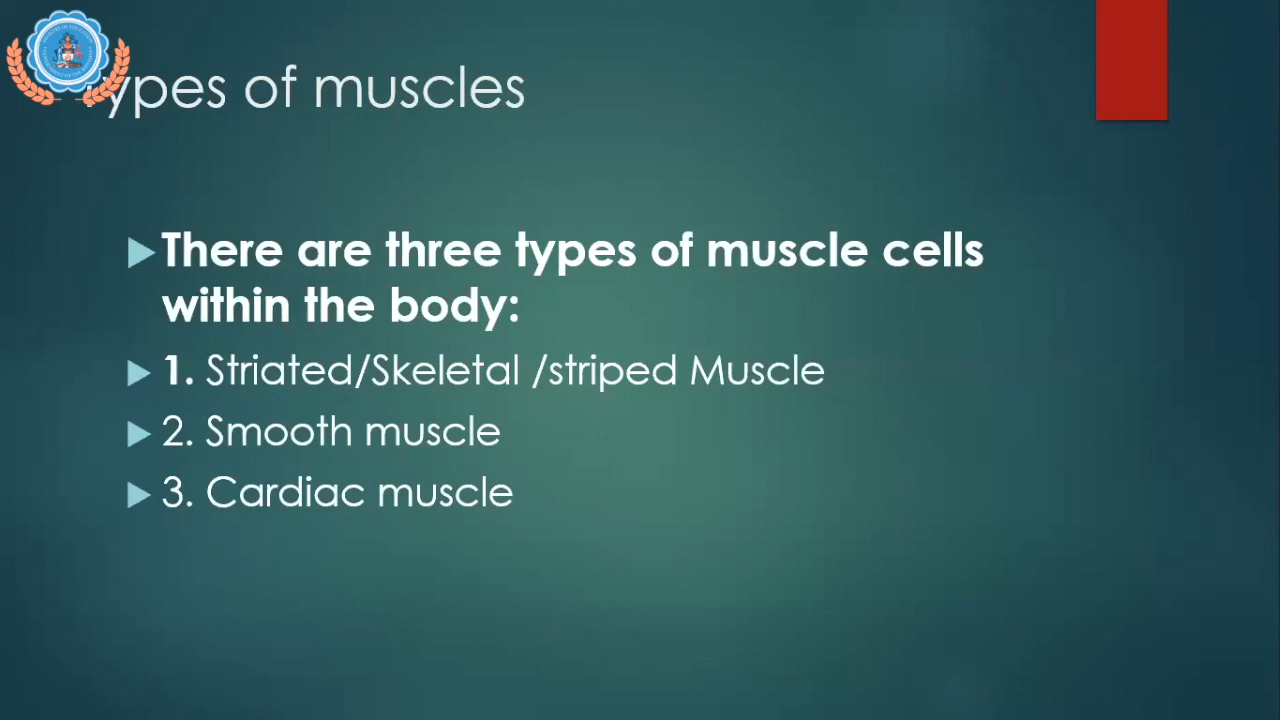 Types of muscles
There are three types of muscle cells
within the body:
1. Striated/Skeletal /striped Muscle
2. Smooth muscle
3. Cardiac muscle